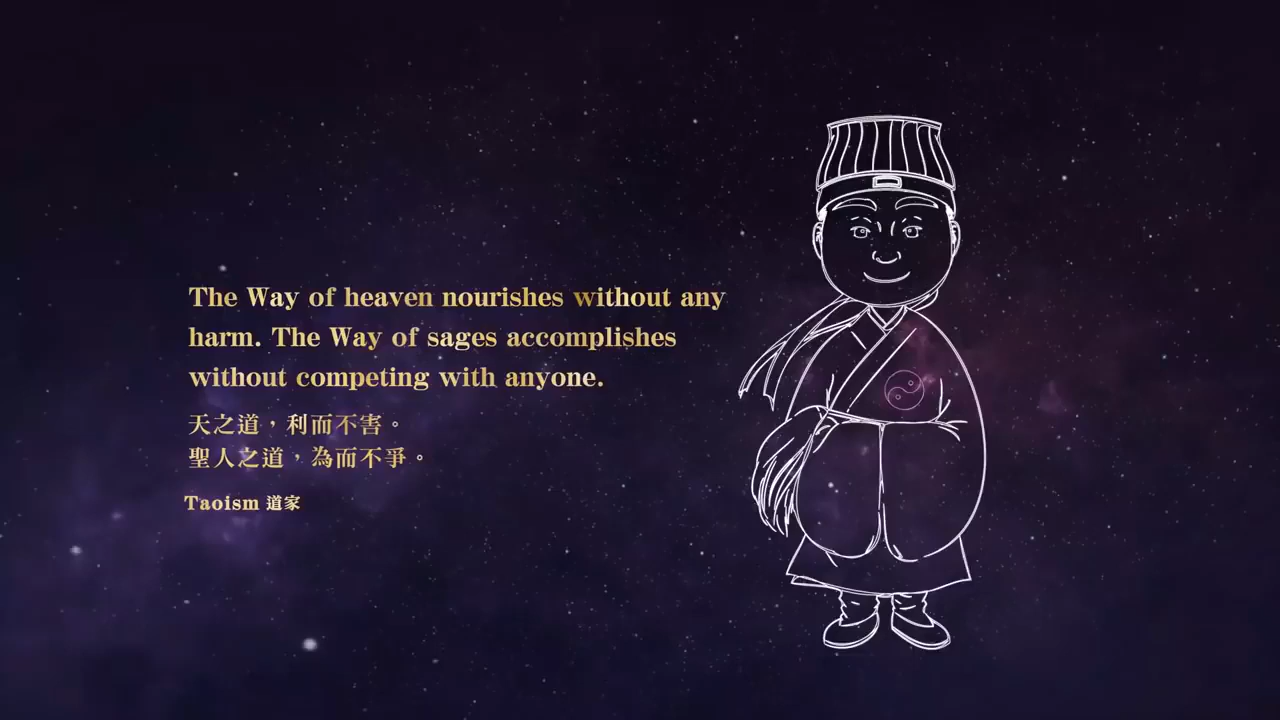 The Way of heaven nourishes without any
harm. The Way of sages accomplishes
without competing with anyone.
天之道，利而不害。
聖人之道，為而不爭。
Taoism 道家